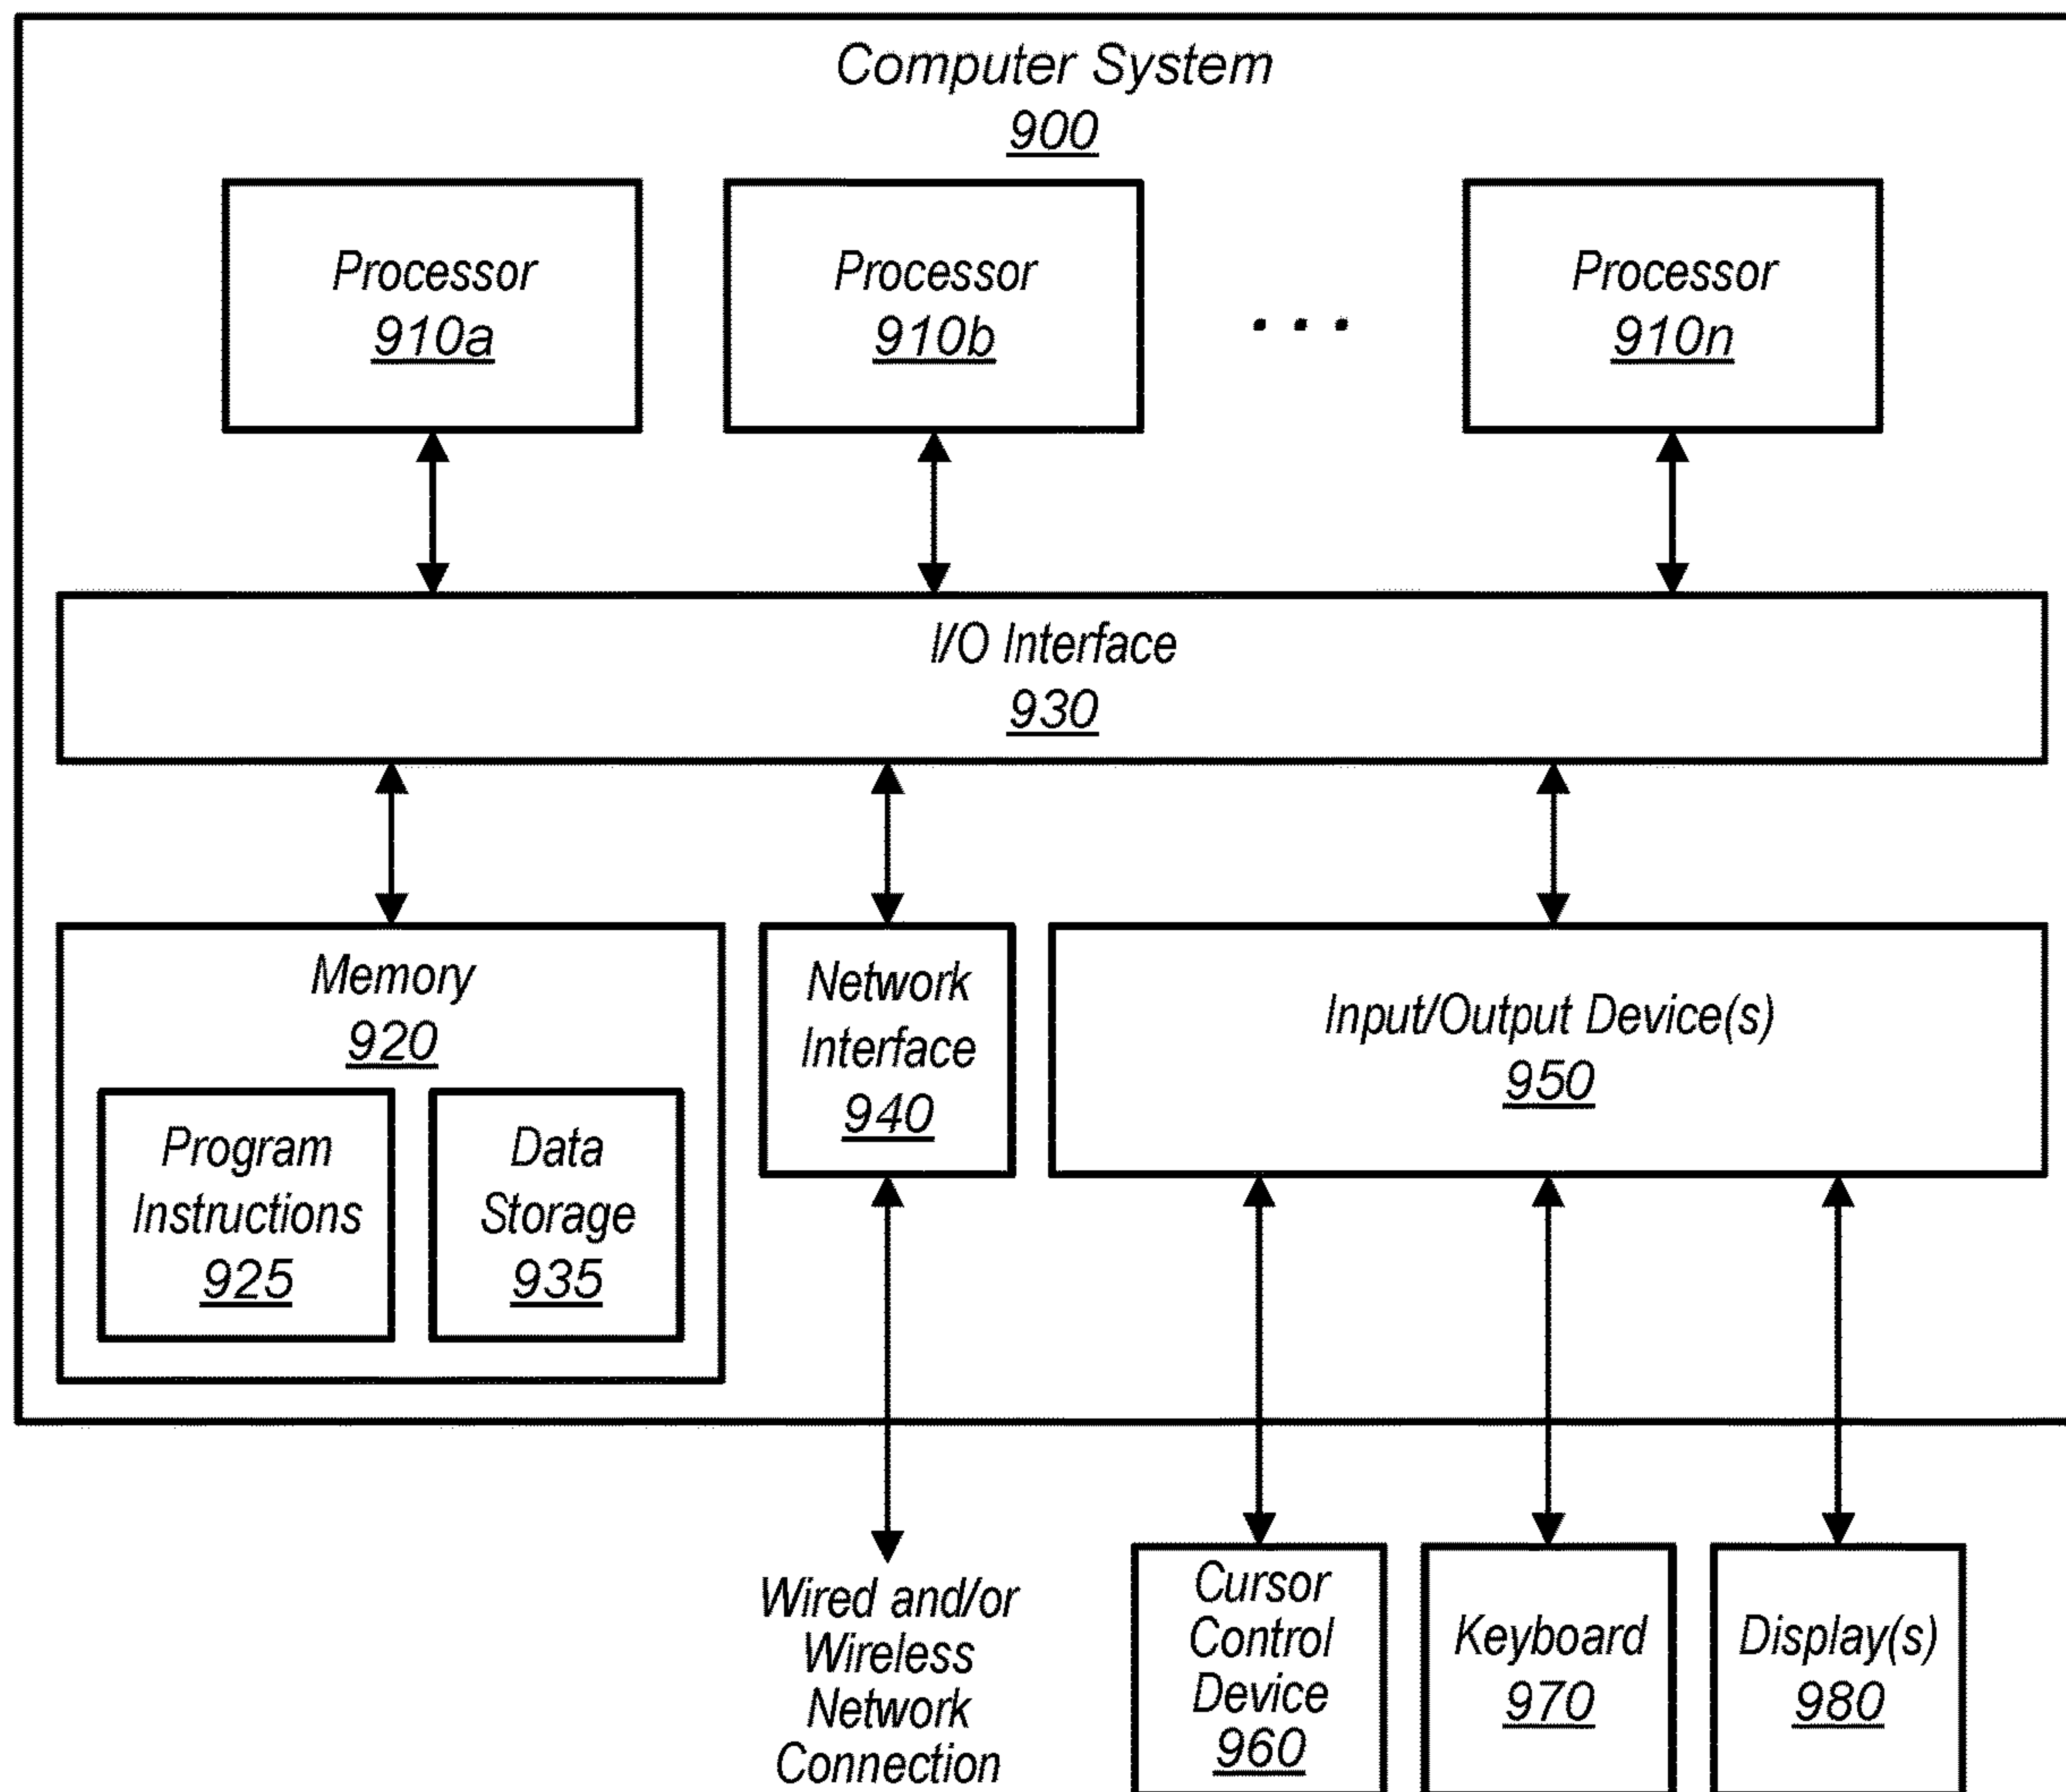 Computer System
900
Processor
910a
Processor
910b
. . .
Processor
910n
I/O Interface
930
Memory
920
Program
Instructions
925
Data
Storage
935
Network
Interface
940
Input/Output Device(s)
950
Wired and/or
Wireless
Network
Connection
Cursor
Control
Device
960
Keyboard
970
Display(s)
980